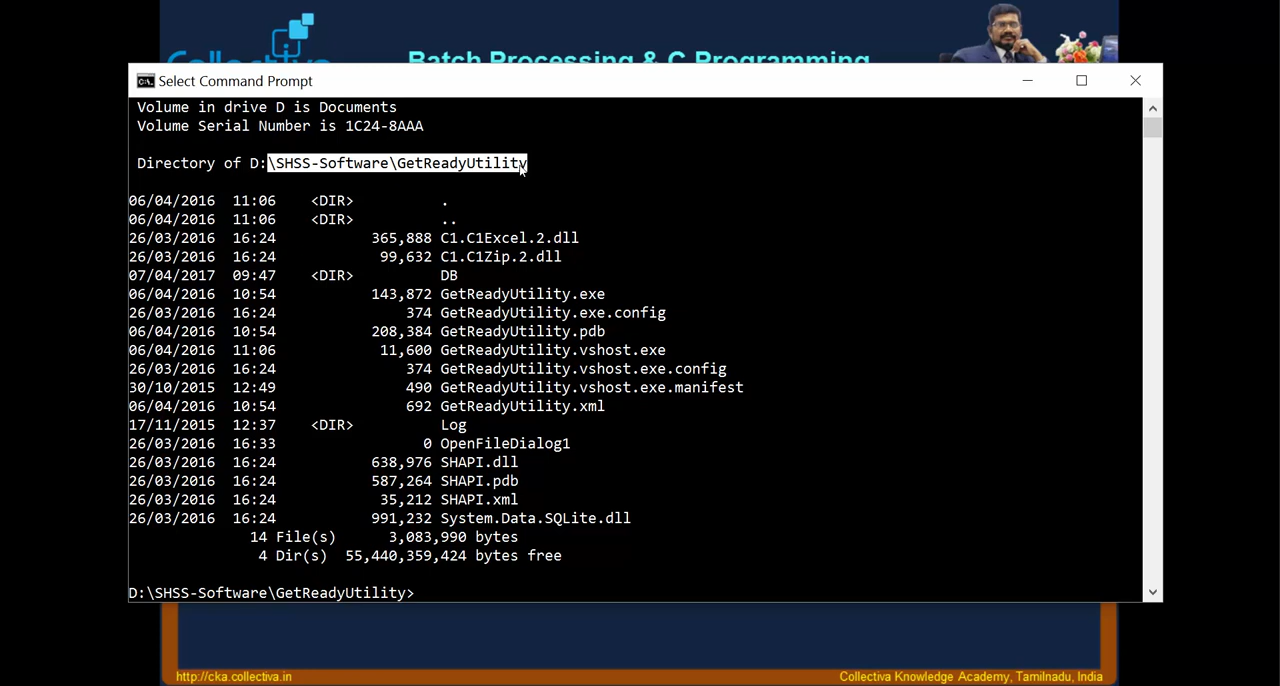 Collectiva
Batch Processing & C Programming
Select Command Prompt
Volume in drive D is Documents
Volume Serial Number is 1C24-8AAA
Directory of D:\SHSS-Software\GetReadyUtility
06/04/2016 11:06 <DIR> .
06/04/2016 11:06 <DIR> ..
26/03/2016 16:24 365,888 C1.C1Excel.2.dll
26/03/2016 16:24 99,632 C1.C1Zip.2.dll
07/04/2017 09:47 <DIR> DB
06/04/2016 10:54 143,872 GetReadyUtility.exe
26/03/2016 16:24 374 GetReadyUtility.exe.config
06/04/2016 10:54 208,384 GetReadyUtility.pdb
06/04/2016 11:06 11,600 GetReadyUtility.vshost.exe
26/03/2016 16:24 374 GetReadyUtility.vshost.exe.config
30/10/2015 12:49 490 GetReadyUtility.vshost.exe.manifest
06/04/2016 10:54 692 GetReadyUtility.xml
17/11/2015 12:37 <DIR> Log
26/03/2016 16:33 0 OpenFileDialog1
26/03/2016 16:24 638,976 SHAPI.dll
26/03/2016 16:24 587,264 SHAPI.pdb
26/03/2016 16:24 35,212 SHAPI.xml
26/03/2016 16:24 991,232 System.Data.SQLite.dll
14 File(s) 3,083,990 bytes
4 Dir(s) 55,440,359,424 bytes free
D:\SHSS-Software\GetReadyUtility>
http://cka.collectiva.in
Collectiva Knowledge Academy, Tamilnadu, India